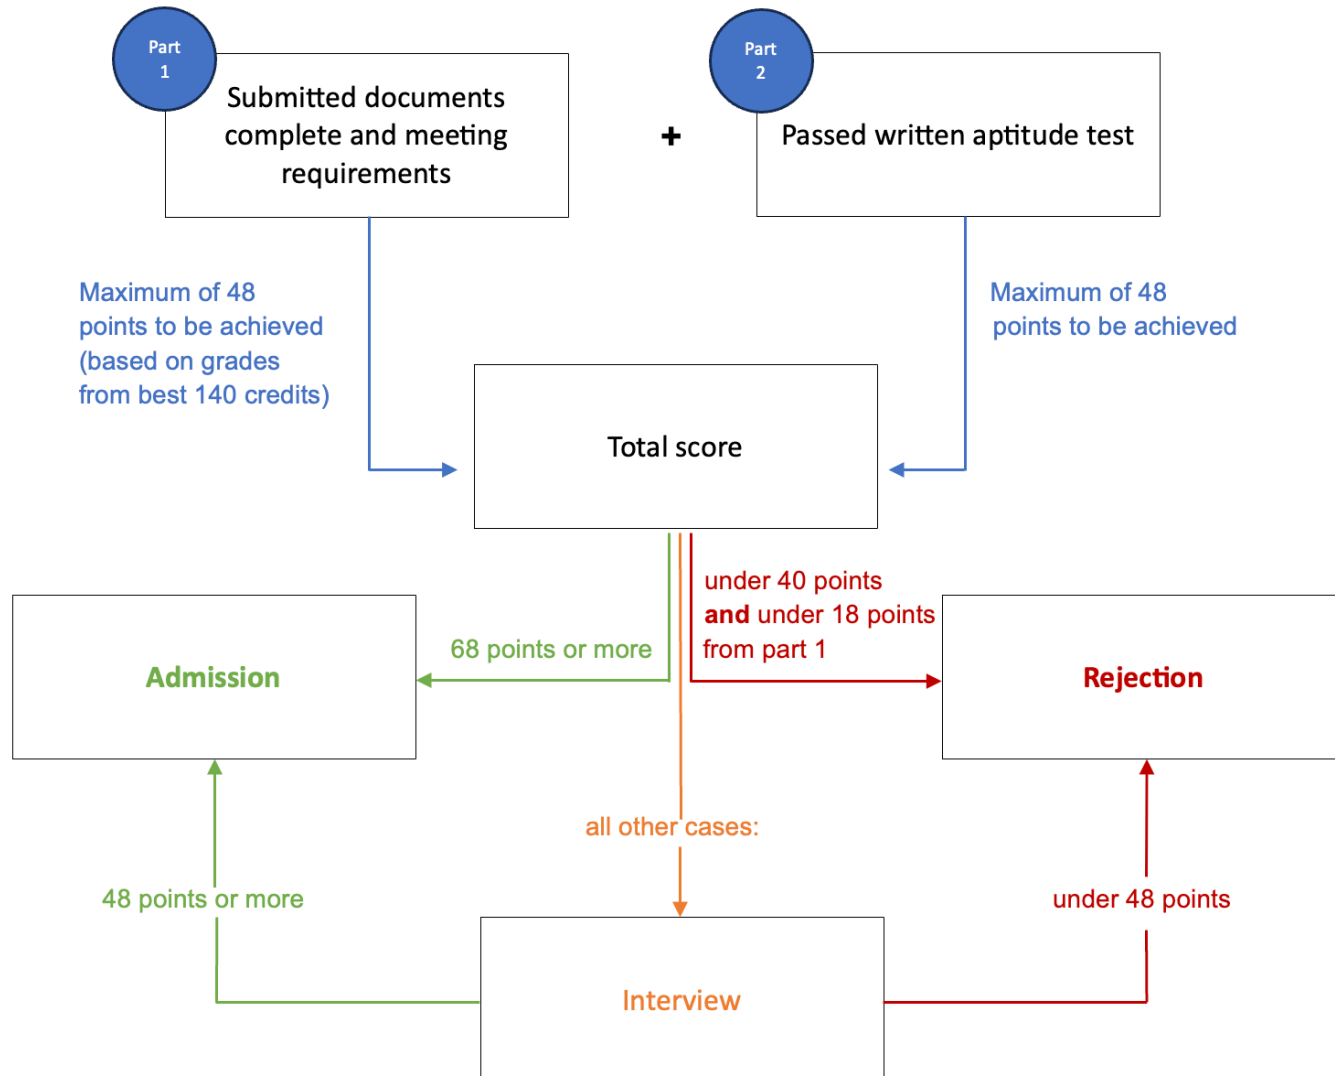 Part
1
Submitted documents
complete and meeting
requirements
+
Part
2
Passed written aptitude test
Maximum of 48
points to be achieved
(based on grades
from best 140 credits)
Maximum of 48
points to be achieved
Total score
68 points or more
under 40 points
and under 18 points
from part 1
Admission
Rejection
all other cases:
48 points or more
under 48 points
Interview